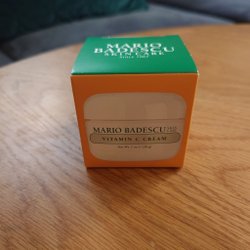 MARIO
BADESCU
SKIN CARE
Since 1967
MARIO BADESCU
VITAMIN C CREAM